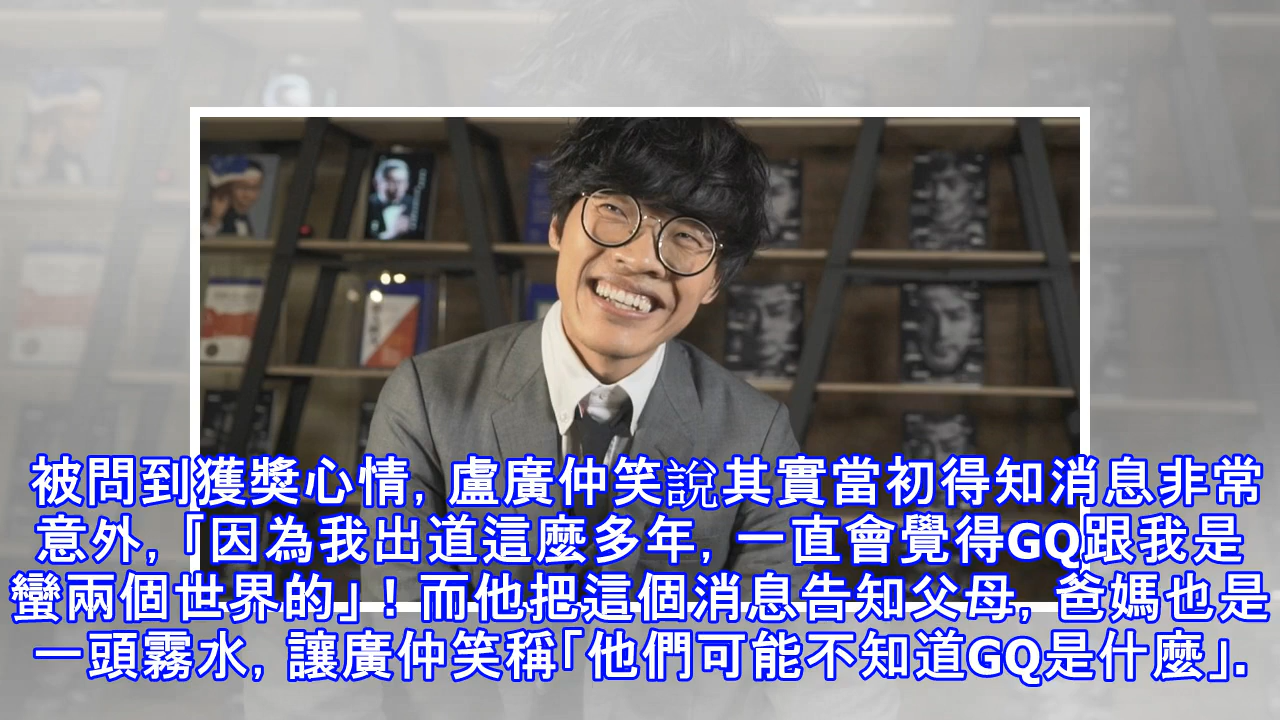 被問到獲獎心情, 盧廣仲笑說其實當初得知消息非常
意外, 「因為我出道這麼多年, 一直會覺得GQ跟我是
蠻兩個世界的」! 而他把這個消息告知父母, 爸媽也是
一頭霧水, 讓廣仲笑稱「他們可能不知道GQ是什麼」.